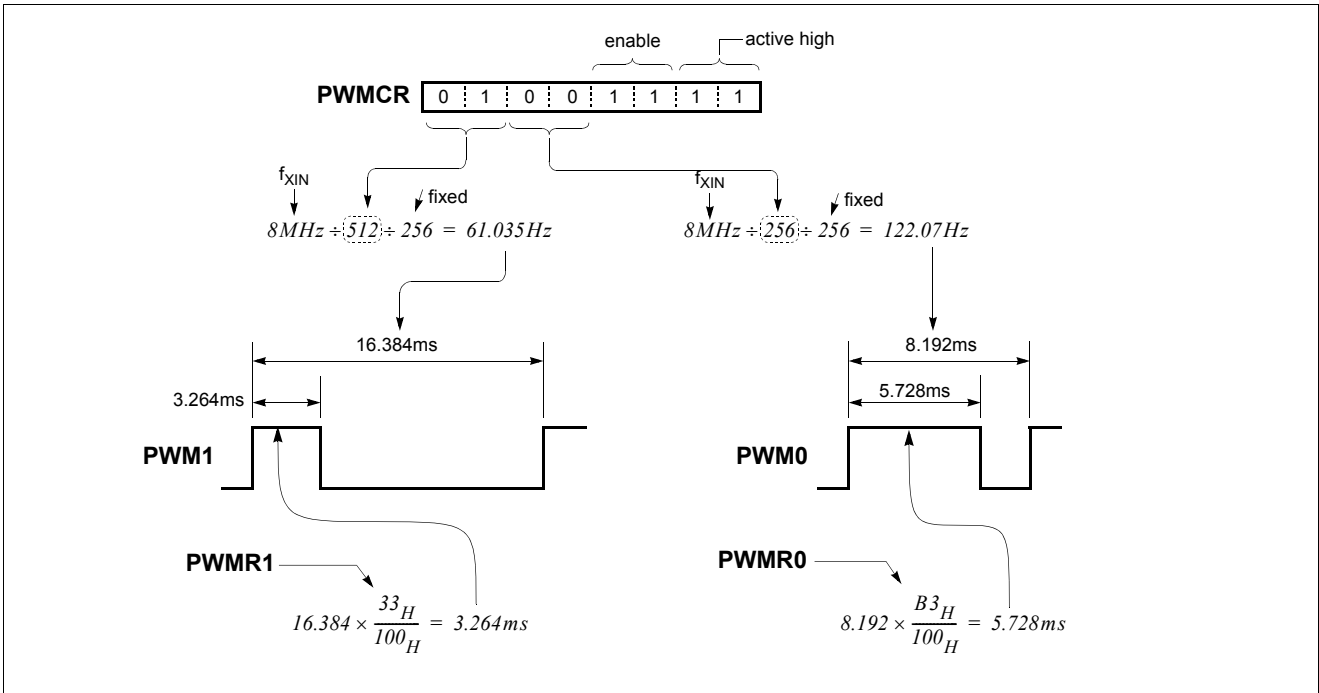 enable
active high
PWMCR 0 1 0 0 1 1 1 1
fXIN
fixed
8MHz ÷ 512 ÷ 256 = 61.035Hz
fXIN
fixed
8MHz ÷ 256 ÷ 256 = 122.07Hz
16.384ms
3.264ms
PWM1
8.192ms
5.728ms
PWM0
PWMR1
16.384 × 33H/100H = 3.264ms
PWMR0
8.192 × B3H/100H = 5.728ms